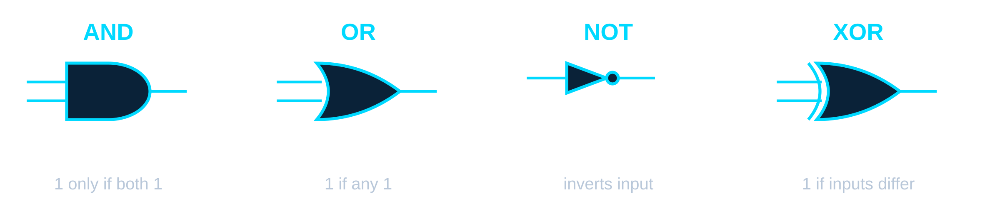 AND
OR
NOT
XOR
1 only if both 1
1 if any 1
inverts input
1 if inputs differ